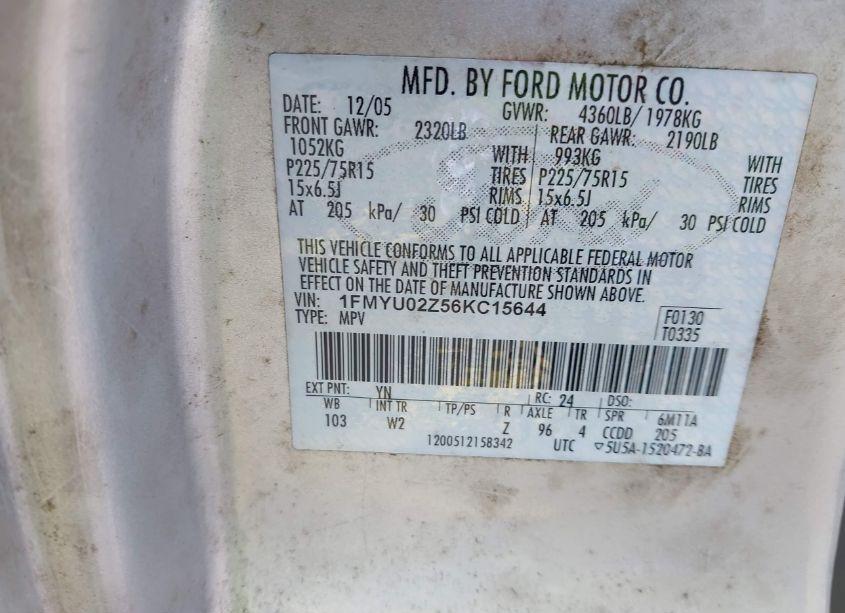 MFD. BY FORD MOTOR CO.
DATE: 12/05 GVWR: 4360LB/ 1978KG
FRONT GAWR: 2320LB REAR GAWR: 2190LB
1052KG WITH 993KG WITH
P225/75R15 TIRES P225/75R15 TIRES
15x6.5J RIMS 15x6.5J RIMS
AT 205 kPa/ 30 PSI COLD AT 205 kPa/ 30 PSI COLD
THIS VEHICLE CONFORMS TO ALL APPLICABLE FEDERAL MOTOR
VEHICLE SAFETY AND THEFT PREVENTION STANDARDS IN
EFFECT ON THE DATE OF MANUFACTURE SHOWN ABOVE.
VIN: 1FMYU02Z56KC15644 F0130
TYPE: MPV T0335
EXT PNT: YN RC: 24 DSO:
WB INT TR TP/PS R AXLE TR SPR 6M11A
103 W2 Z 96 4 CCDD 205
1200512158342 UTC ▽5U5A-1520472-BA